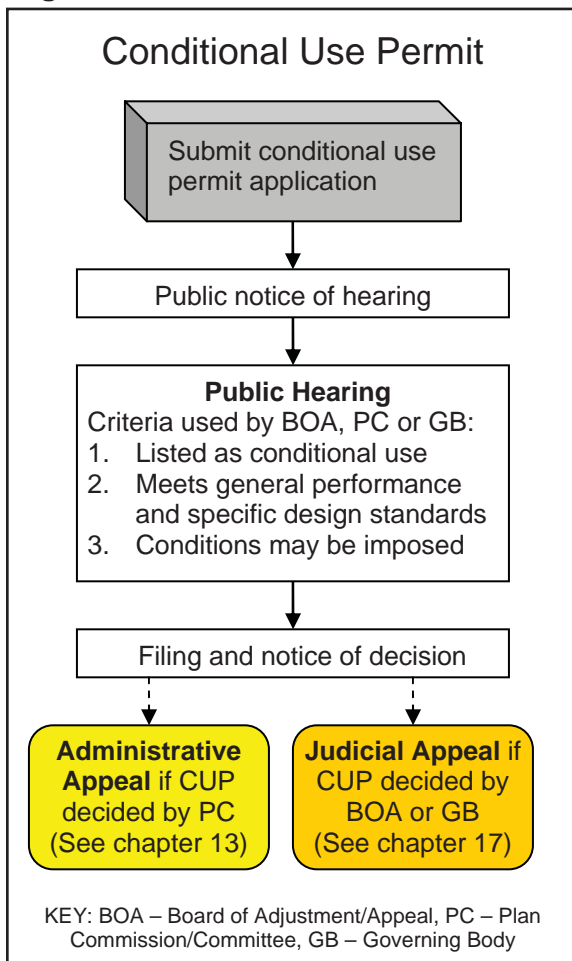 Conditional Use Permit
Submit conditional use
permit application
Public notice of hearing
Public Hearing
Criteria used by BOA, PC or GB:
1. Listed as conditional use
2. Meets general performance
and specific design standards
3. Conditions may be imposed
Filing and notice of decision
Administrative
Appeal if CUP
decided by PC
(See chapter 13)
Judicial Appeal if
CUP decided by
BOA or GB
(See chapter 17)
KEY: BOA – Board of Adjustment/Appeal, PC – Plan
Commission/Committee, GB – Governing Body